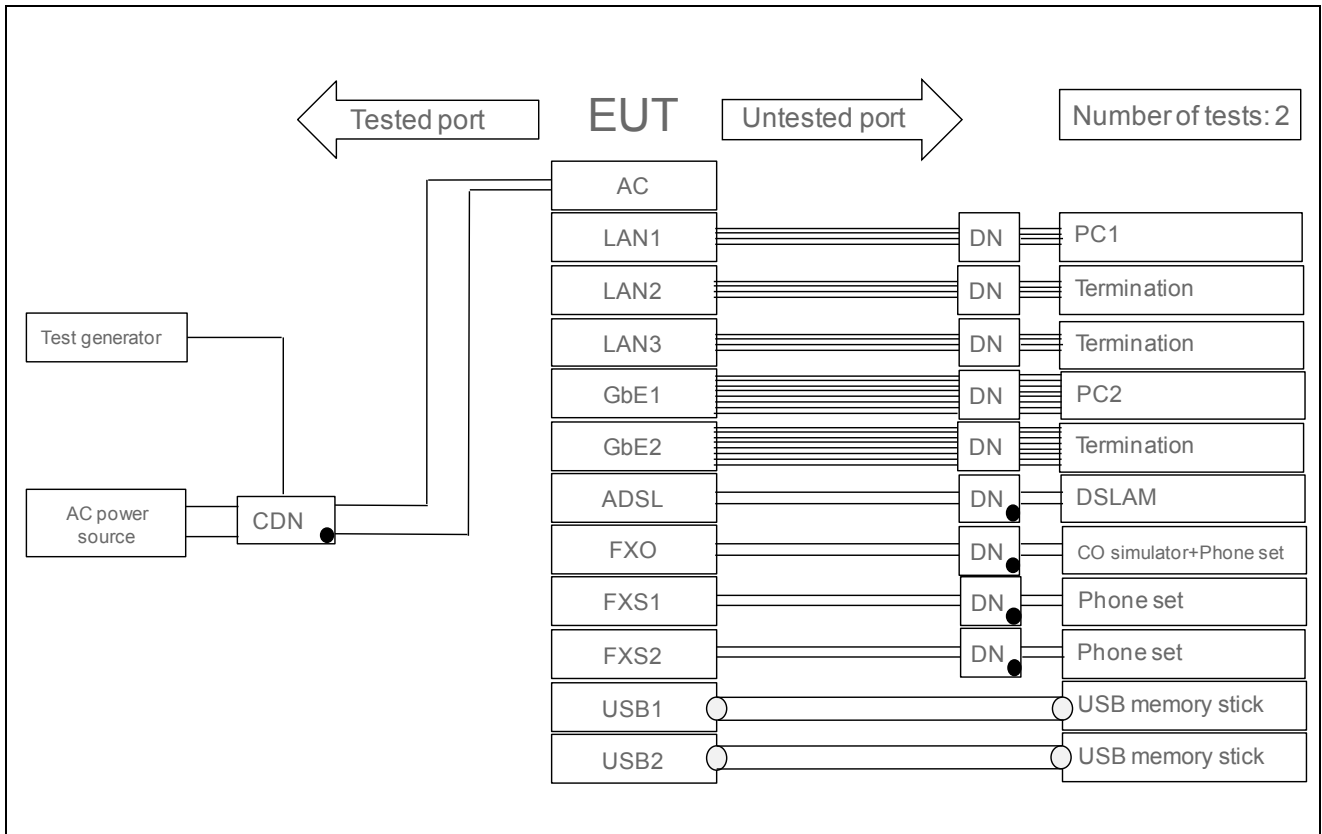 Tested port
EUT
Untested port
Number of tests: 2
AC
LAN1
DN
PC1
LAN2
DN
Termination
Test generator
LAN3
DN
Termination
GbE1
DN
PC2
GbE2
DN
Termination
AC power
source
CDN
ADSL
DN
DSLAM
FXO
DN
CO simulator+Phone set
FXS1
DN
Phone set
FXS2
DN
Phone set
USB1
USB memory stick
USB2
USB memory stick